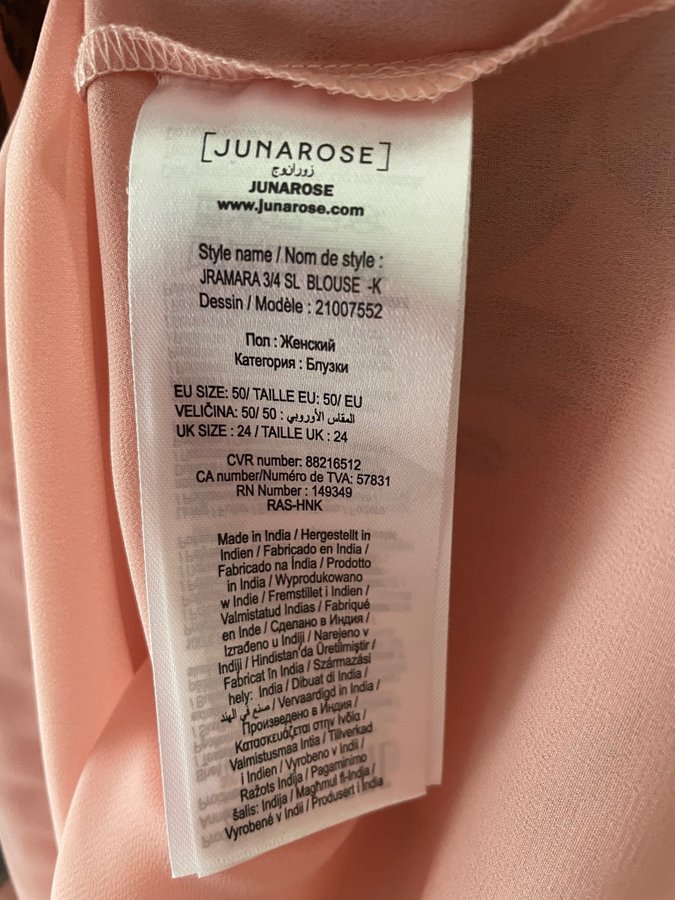 [JUNAROSE]
زورانوج
JUNAROSE
www.junarose.com
Style name / Nom de style :
JRAMARA 3/4 SL BLOUSE -K
Dessin / Modèle : 21007552
Пол : Женский
Категория : Блузки
EU SIZE: 50/ TAILLE EU: 50/ EU
VELIČINA: 50/ 50 : المقاس الأوروبي/
UK SIZE : 24 / TAILLE UK : 24
CVR number: 88216512
CA number/Numéro de TVA: 57831
RN Number : 149349
RAS-HNK
Made in India / Hergestellt in
Indien / Fabricado en India /
Fabricado na Índia / Prodotto
in India / Wyprodukowano
w Indie / Fremstillet i Indien /
Valmistatud Indias / Fabriqué
en Inde / Сделано в Индия /
Izrađeno u Indiji / Narejeno v
Indiji / Hindistan'da Üretilmiştir /
Fabricat în India / Származási
hely: India / Dibuat di India /
صنع في الهند / Vervaardigd in India /
Произведено в Индия /
Κατασκευάζεται στην Ινδία /
Valmistusmaa Intia / Tillverkad
i Indien / Vyrobeno v Indii /
Ražots Indija / Pagaminimo
šalis: Indija / Magħmul fl-Indja /
Vyrobené v Indii / Produsert i India